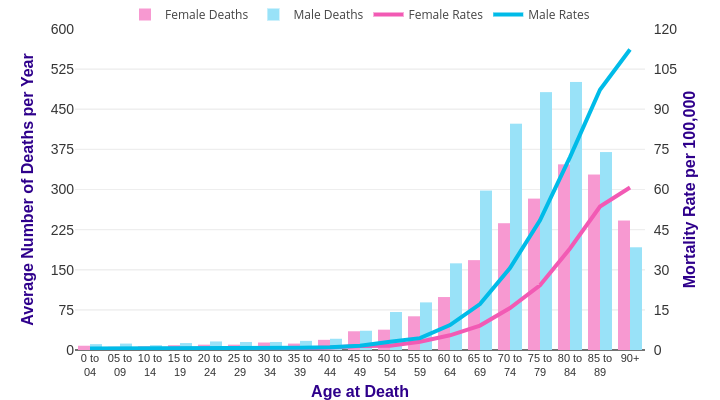 Female Deaths Male Deaths Female Rates Male Rates
600 120
525 105
450 90
375 75
300 60
225 45
150 30
75 15
0 0
Average Number of Deaths per Year
Mortality Rate per 100,000
0 to 05 to 10 to 15 to 20 to 25 to 30 to 35 to 40 to 45 to 50 to 55 to 60 to 65 to 70 to 75 to 80 to 85 to 90+
04 09 14 19 24 29 34 39 44 49 54 59 64 69 74 79 84 89
Age at Death